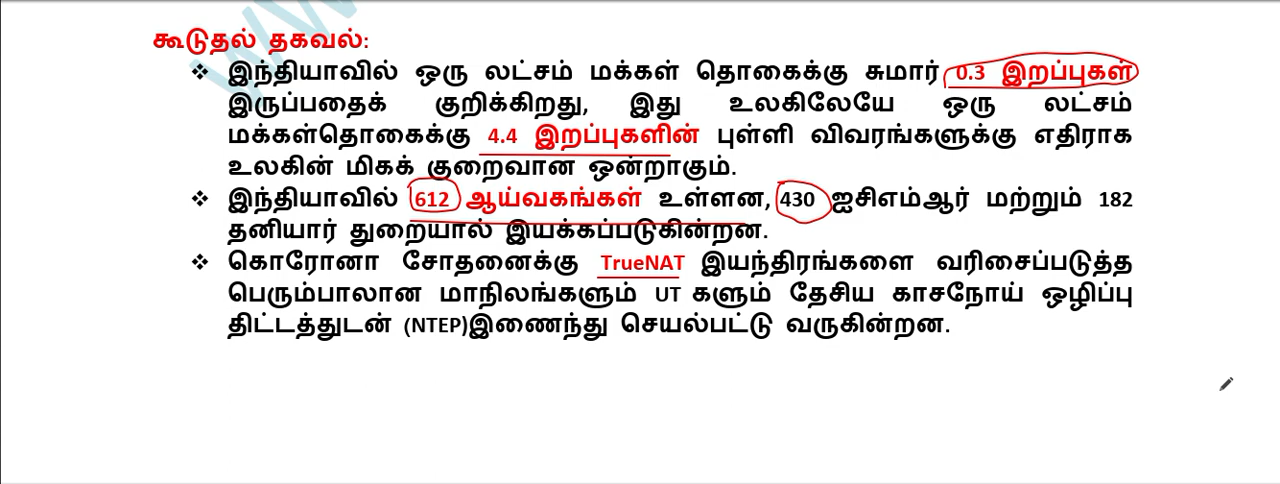 கூடுதல் தகவல்:
❖ இந்தியாவில் ஒரு லட்சம் மக்கள் தொகைக்கு சுமார் 0.3 இறப்புகள்
இருப்பதைக் குறிக்கிறது, இது உலகிலேயே ஒரு லட்சம்
மக்கள்தொகைக்கு 4.4 இறப்புகளின் புள்ளி விவரங்களுக்கு எதிராக
உலகின் மிகக் குறைவான ஒன்றாகும்.
❖ இந்தியாவில் 612 ஆய்வகங்கள் உள்ளன, 430 ஐசிஎம்ஆர் மற்றும் 182
தனியார் துறையால் இயக்கப்படுகின்றன.
❖ கொரோனா சோதனைக்கு TrueNAT இயந்திரங்களை வரிசைப்படுத்த
பெரும்பாலான மாநிலங்களும் UT களும் தேசிய காசநோய் ஒழிப்பு
திட்டத்துடன் (NTEP)இணைந்து செயல்பட்டு வருகின்றன.